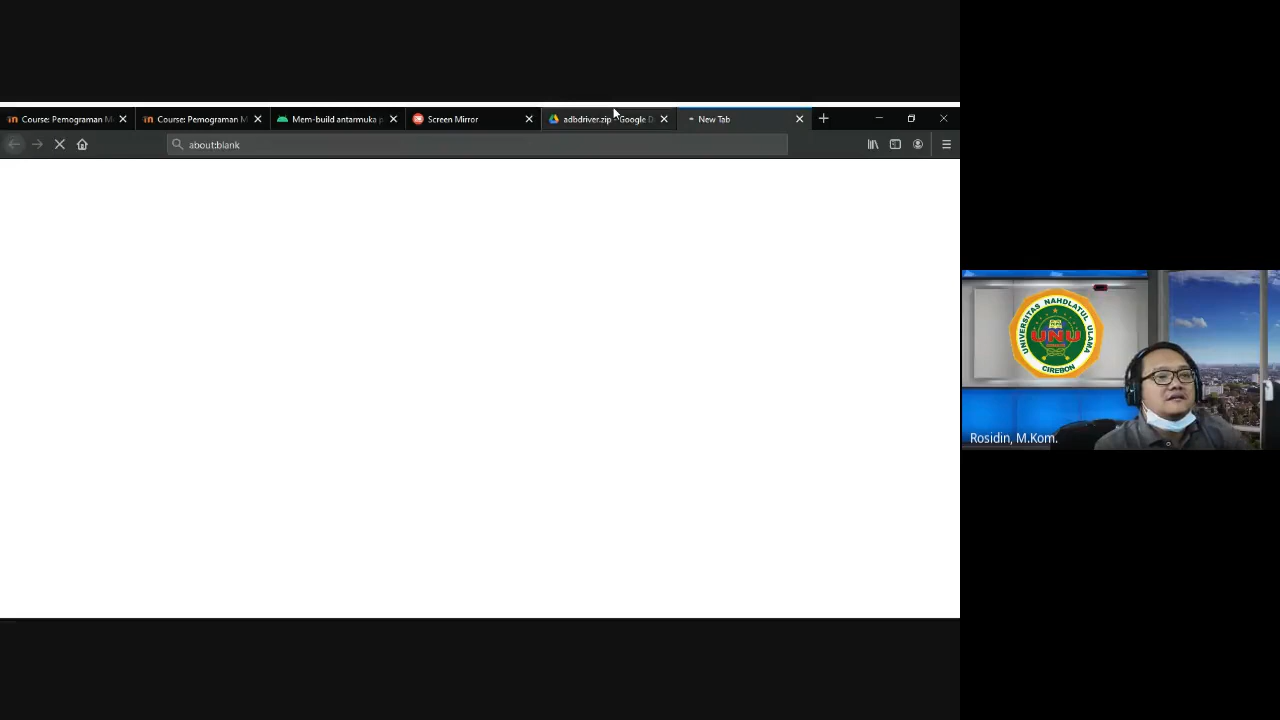 Course: Pemograman M
Course: Pemograman M
Mem-build antarmuka p
Screen Mirror
adbdriver.zip - Google D
New Tab
about:blank
UNIVERSITAS NAHDLATUL ULAMA
UNU
CIREBON
Rosidin, M.Kom.